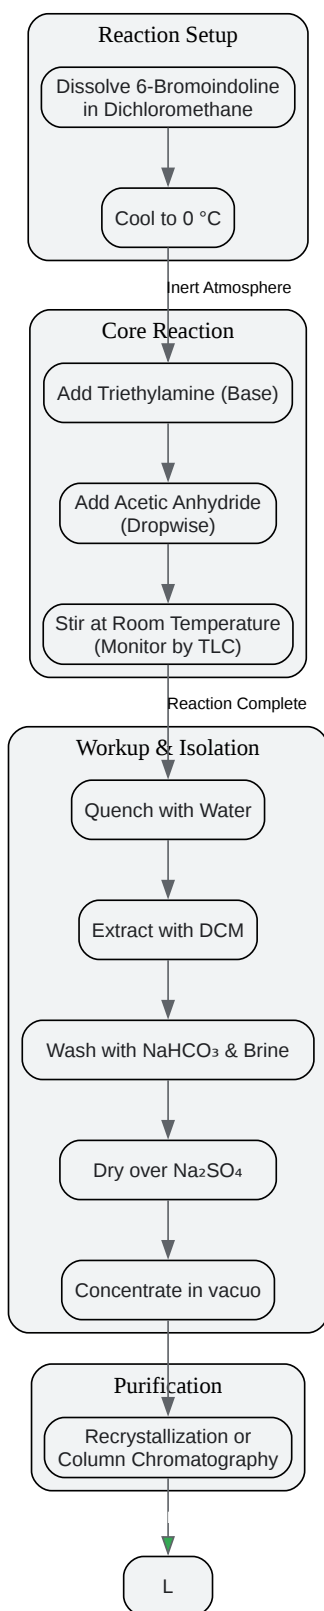 Reaction Setup
Dissolve 6-Bromoindoline
in Dichloromethane
Cool to 0 °C
Inert Atmosphere
Core Reaction
Add Triethylamine (Base)
Add Acetic Anhydride
(Dropwise)
Stir at Room Temperature
(Monitor by TLC)
Reaction Complete
Workup & Isolation
Quench with Water
Extract with DCM
Wash with NaHCO₃ & Brine
Dry over Na₂SO₄
Concentrate in vacuo
Purification
Recrystallization or
Column Chromatography
L